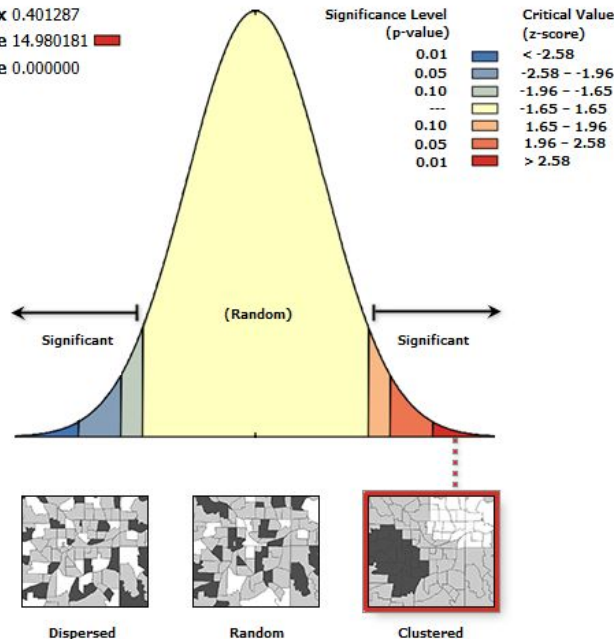 x 0.401287
e 14.980181
e 0.000000
Significance Level
(p-value)
Critical Value
(z-score)
0.01 < -2.58
0.05 -2.58 – -1.96
0.10 -1.96 – -1.65
--- -1.65 – 1.65
0.10 1.65 – 1.96
0.05 1.96 – 2.58
0.01 > 2.58
(Random)
Significant
Significant
Dispersed
Random
Clustered